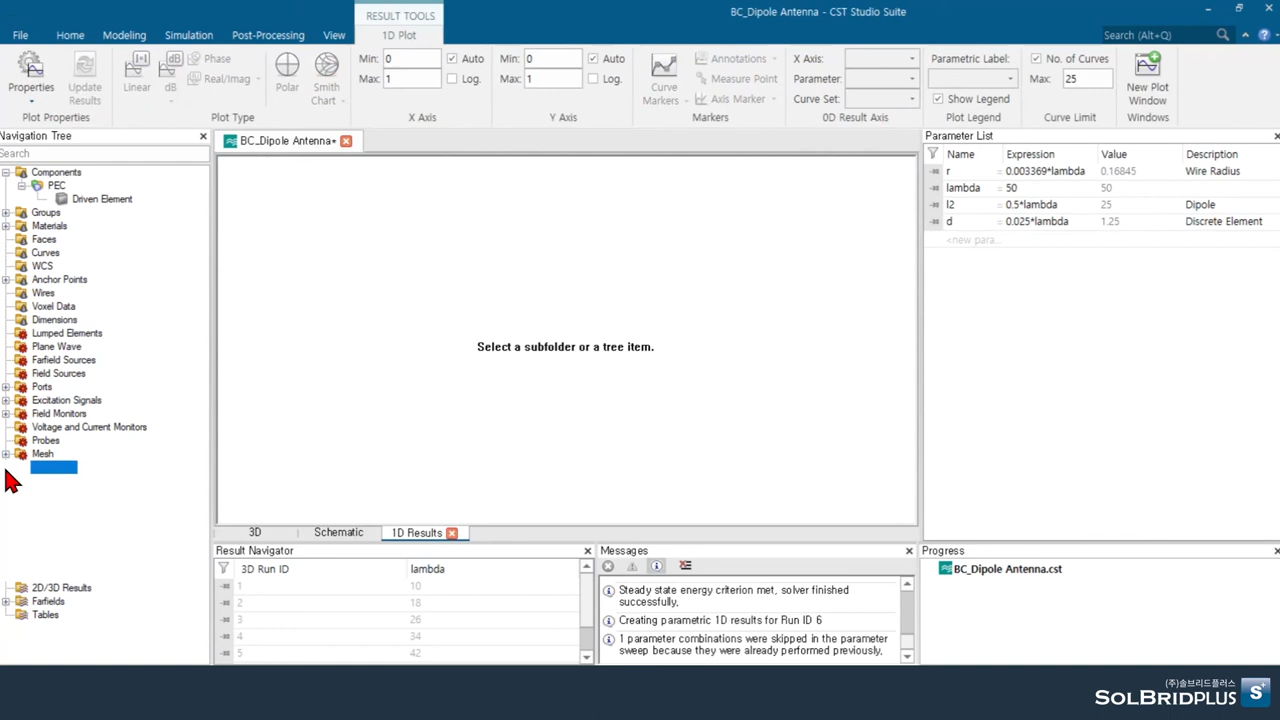 RESULT TOOLS
BC_Dipole Antenna - CST Studio Suite
File Home Modeling Simulation Post-Processing View 1D Plot Search (Alt+Q)
Properties Update Results Linear dB Phase Real/Imag Polar Smith Chart
Min: 0 Auto Min: 0 Auto
Max: 1 Log. Max: 1 Log.
Curve Markers Annotations Measure Point Axis Marker
X Axis:
Parameter:
Curve Set:
Parametric Label:
Show Legend
No. of Curves
Max: 25
New Plot Window
Plot Properties Plot Type X Axis Y Axis Markers 0D Result Axis Plot Legend Curve Limit Windows
Navigation Tree
Search
Components
PEC
Driven Element
Groups
Materials
Faces
Curves
WCS
Anchor Points
Wires
Voxel Data
Dimensions
Lumped Elements
Plane Wave
Farfield Sources
Field Sources
Ports
Excitation Signals
Field Monitors
Voltage and Current Monitors
Probes
Mesh
2D/3D Results
Farfields
Tables
BC_Dipole Antenna*
Select a subfolder or a tree item.
3D Schematic 1D Results
Parameter List
Name Expression Value Description
r = 0.003369*lambda 0.16845 Wire Radius
lambda = 50 50
l2 = 0.5*lambda 25 Dipole
d = 0.025*lambda 1.25 Discrete Element
<new para...
Result Navigator
3D Run ID lambda
1 10
2 18
3 26
4 34
5 42
Messages
Steady state energy criterion met, solver finished
successfully.
Creating parametric 1D results for Run ID 6
1 parameter combinations were skipped in the parameter
sweep because they were already performed previously.
Progress
BC_Dipole Antenna.cst
(주)솔브리드플러스
SOLBRIDPLUS S+